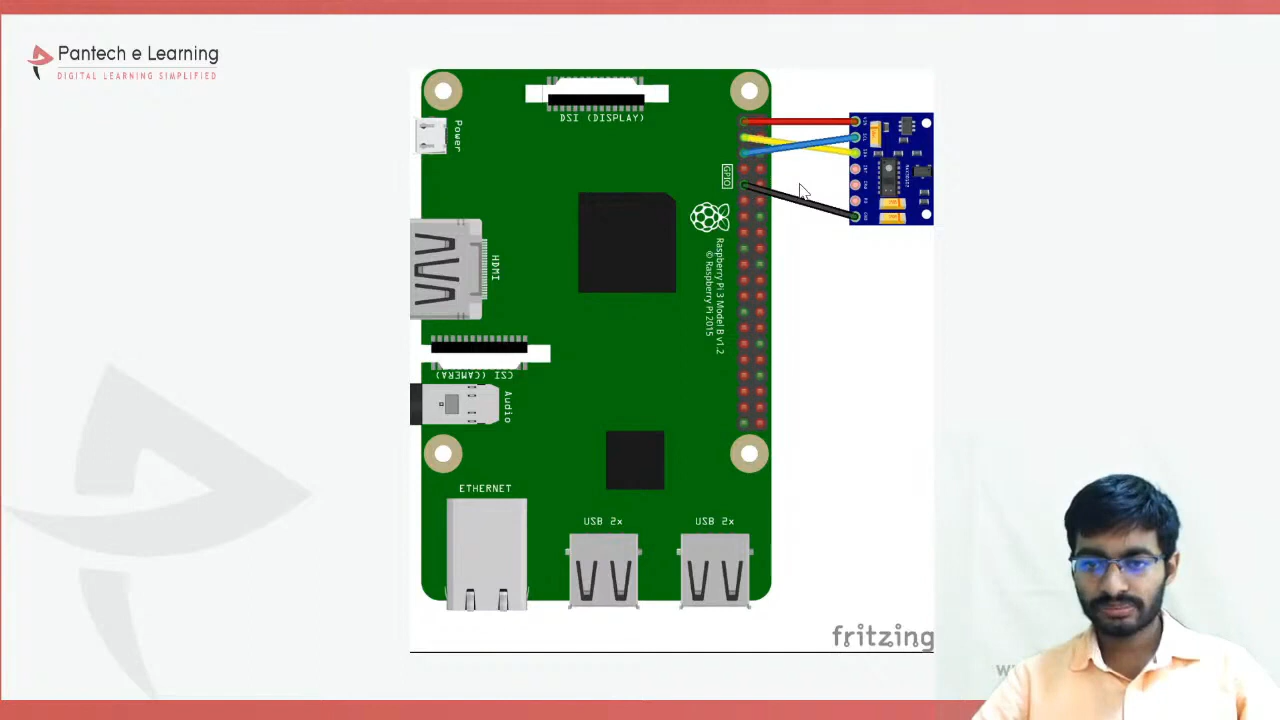 Pantech e Learning
DIGITAL LEARNING SIMPLIFIED
DSI (DISPLAY)
Power
GPIO
HDMI
Raspberry Pi 3 Model B v1.2
© Raspberry Pi 2015
CSI (CAMERA)
Audio
ETHERNET
USB 2x
USB 2x
fritzing